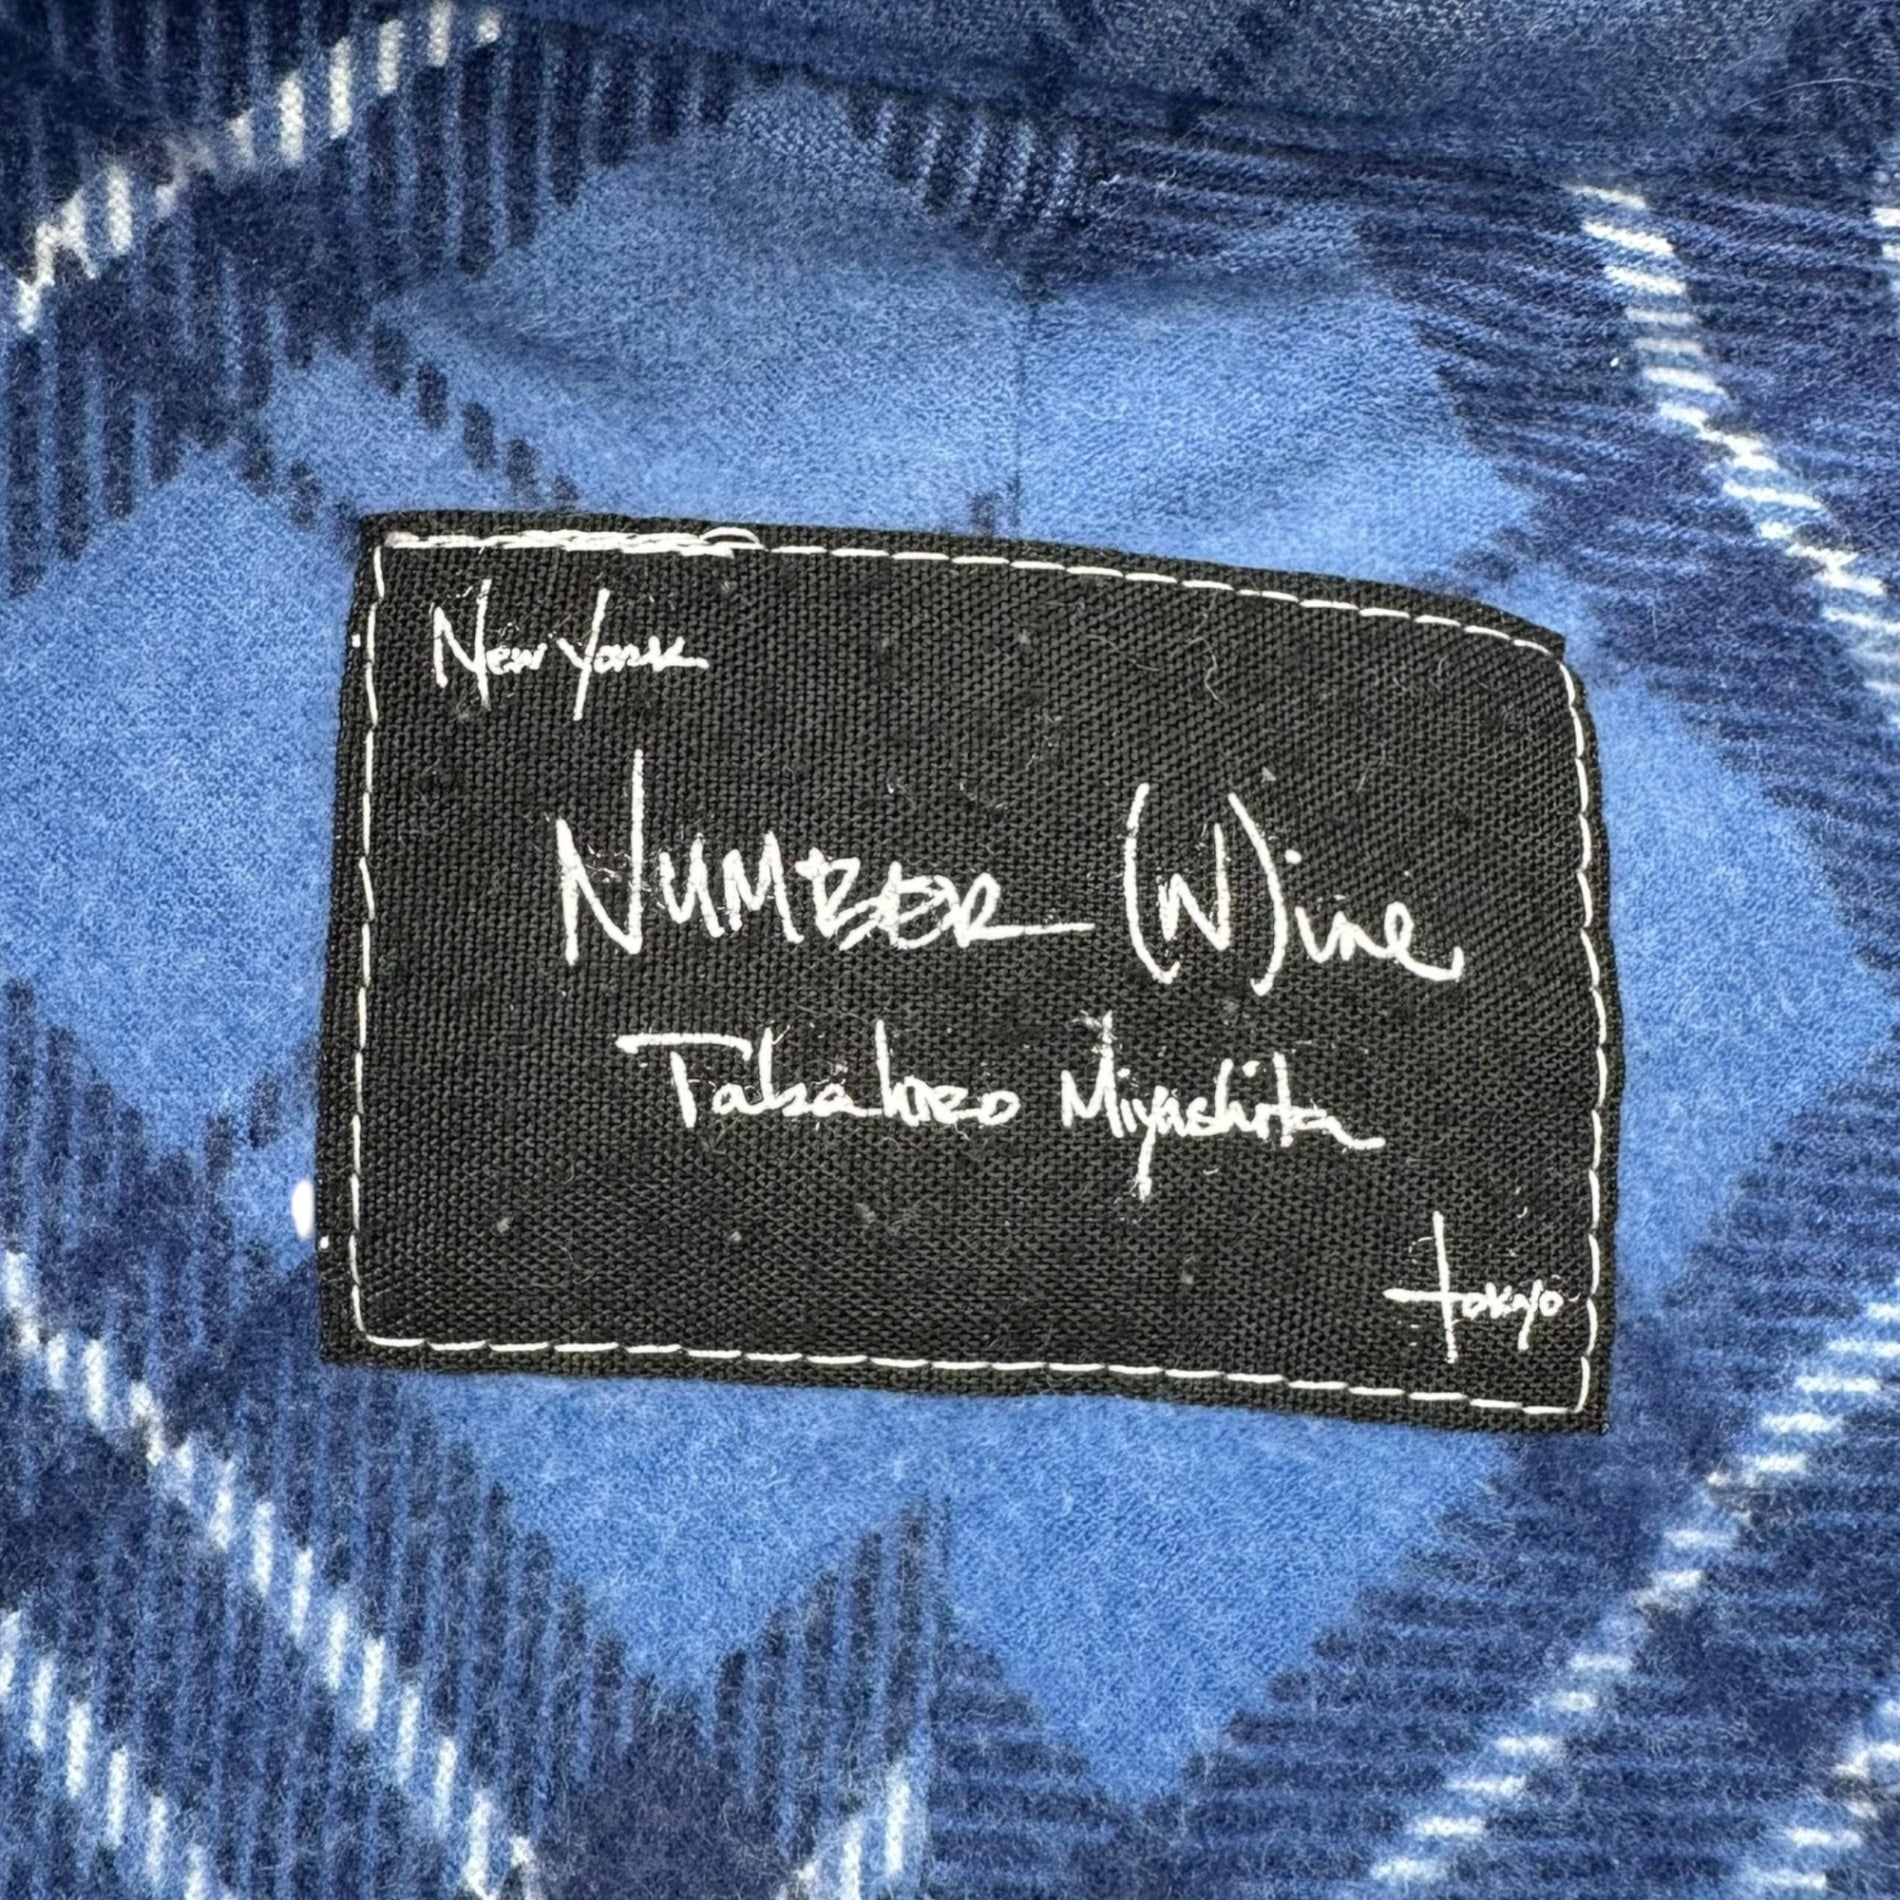 New York
NUMBER (N)ine
Takahiro Miyashita
tokyo